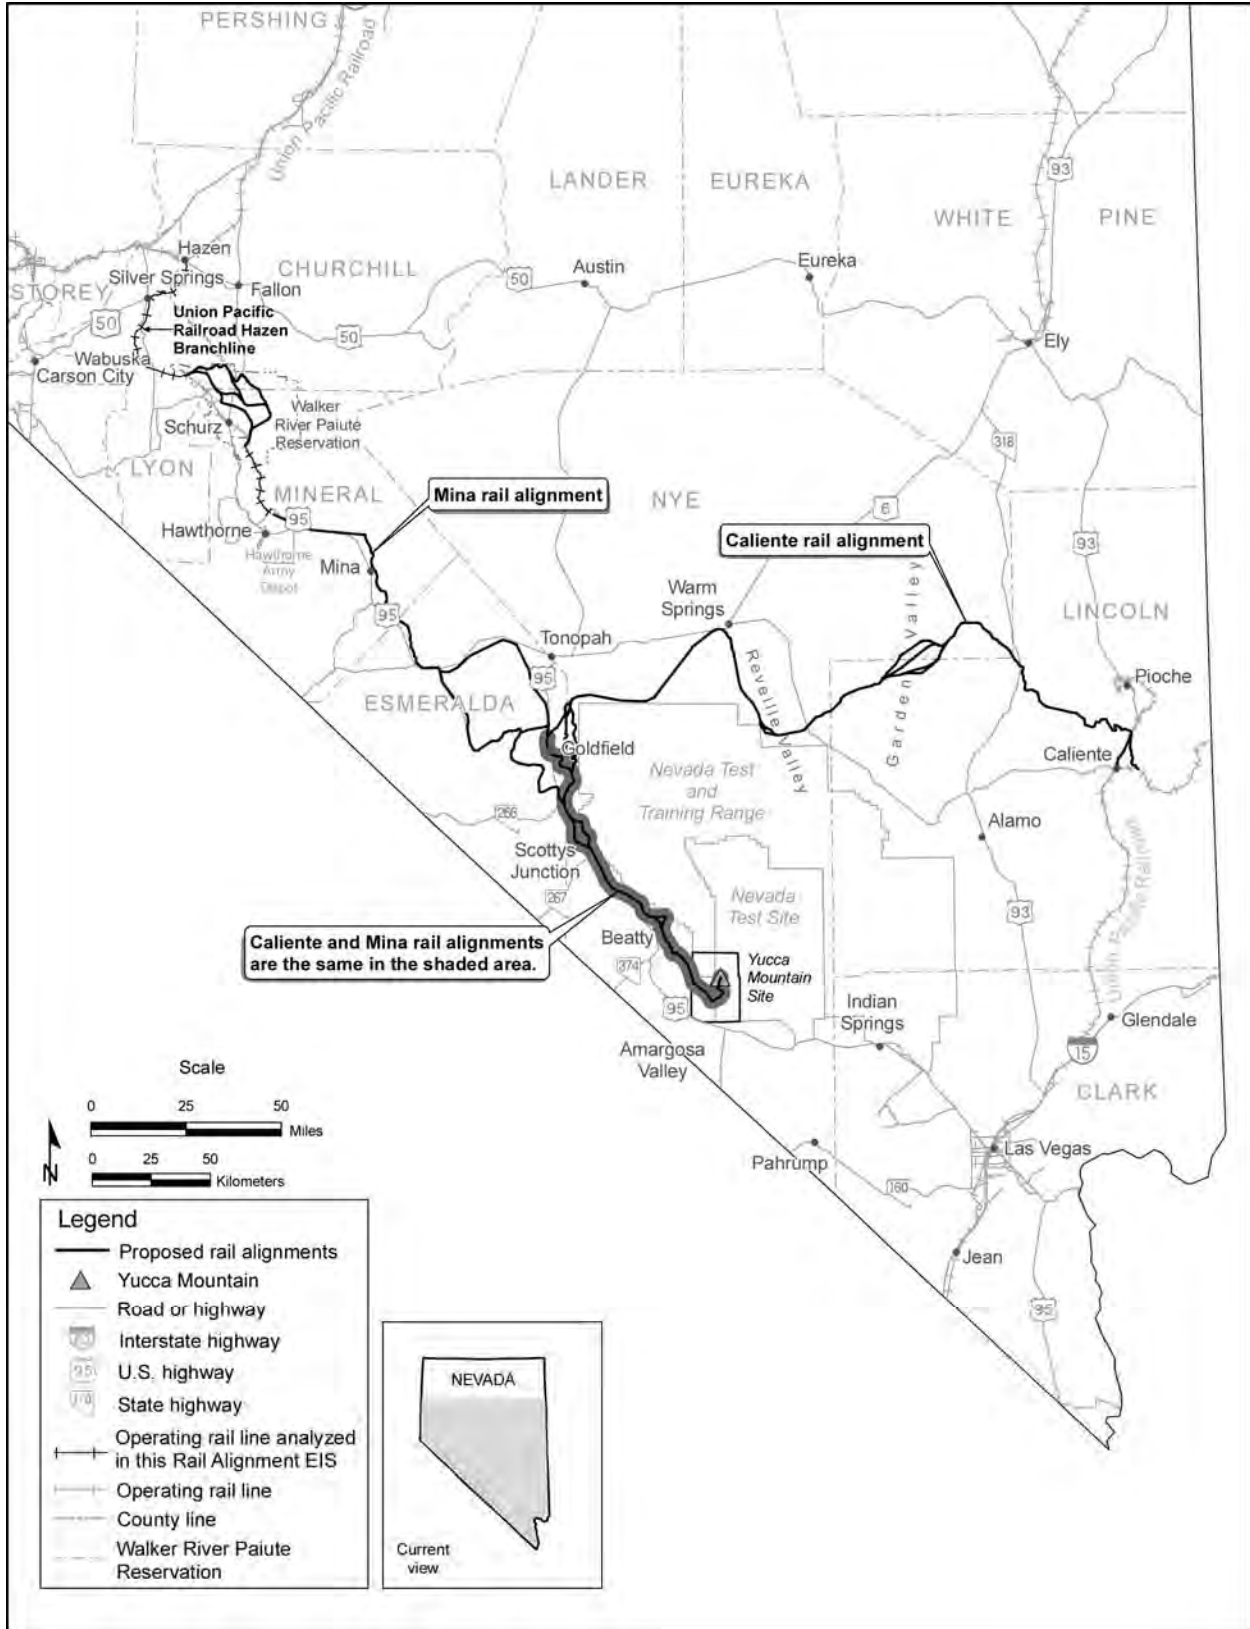 PERSHING
Union Pacific Railroad
LANDER
EUREKA
93
WHITE
PINE
Hazen
CHURCHILL
Silver Springs
STOREY
Fallon
50
Austin
Eureka
50
Union Pacific
Railroad Hazen
Branchline
50
Ely
Wabuska
Carson City
Walker
River Paiute
Reservation
Schurz
318
LYON
MINERAL
Mina rail alignment
NYE
6
95
Hawthorne
Hawthorne
Army
Depot
Caliente rail alignment
93
Mina
Warm
Springs
Garden Valley
LINCOLN
95
Tonopah
Reveille Valley
Pioche
95
ESMERALDA
Goldfield
Caliente
Nevada Test
and
Training Range
266
Alamo
Scottys
Junction
267
Nevada
Test Site
93
Union Pacific Railroad
Caliente and Mina rail alignments
are the same in the shaded area.
Beatty
374
Yucca
Mountain
Site
95
Indian
Springs
Glendale
Amargosa
Valley
15
CLARK
Scale
0 25 50
Miles
0 25 50
Kilometers
N
Las Vegas
Pahrump
160
Jean
95
Legend
Proposed rail alignments
Yucca Mountain
Road or highway
Interstate highway
95
U.S. highway
State highway
Operating rail line analyzed
in this Rail Alignment EIS
Operating rail line
County line
Walker River Paiute
Reservation
NEVADA
Current
view